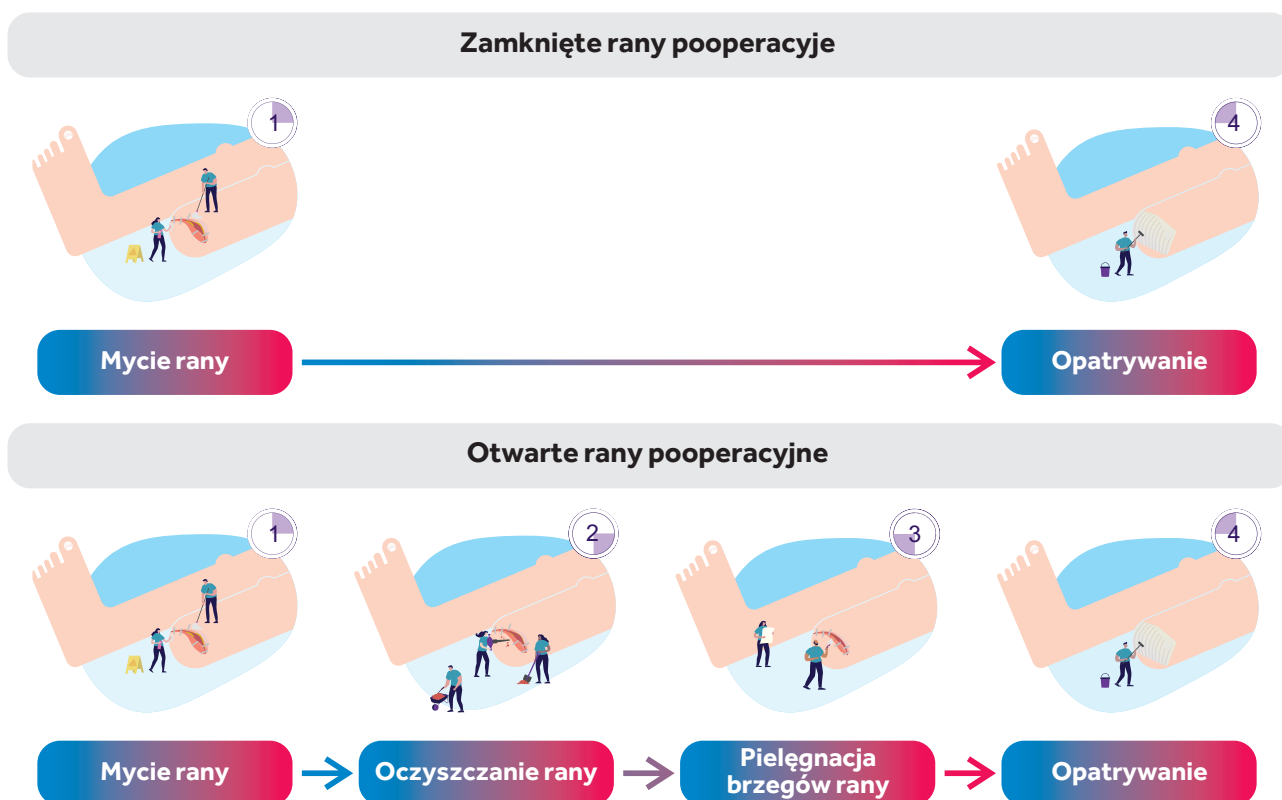 Zamknięte rany pooperacyje
1
4
Mycie rany
Opatrywanie
Otwarte rany pooperacyjne
1
2
3
4
Mycie rany
Oczyszczanie rany
Pielęgnacja
brzegów rany
Opatrywanie